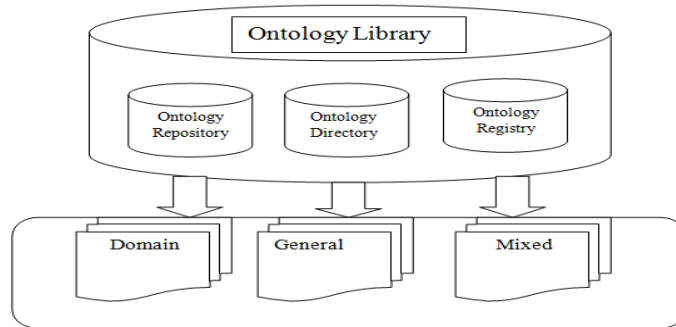 Ontology Library
Ontology
Repository
Ontology
Directory
Ontology
Registry
Domain
General
Mixed